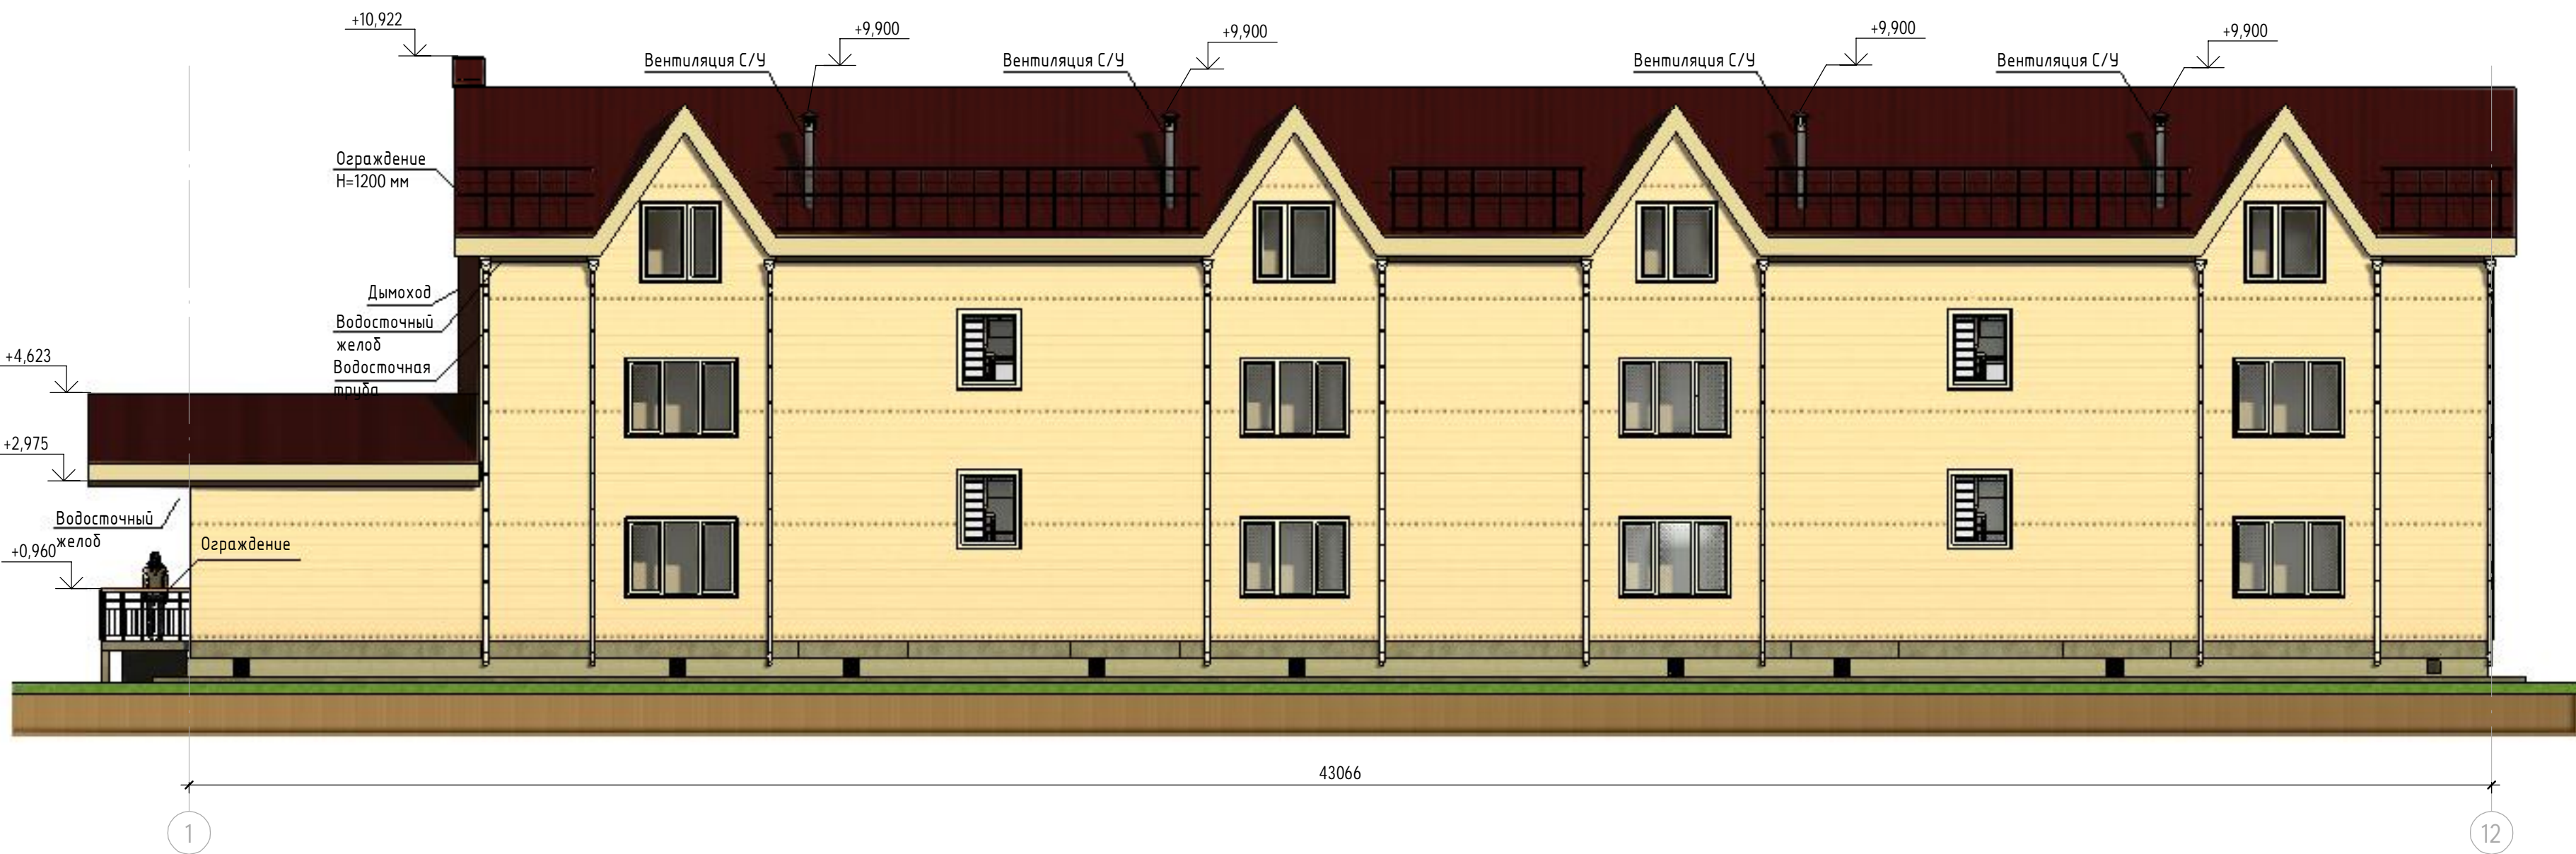 +10,922
+9,900
+9,900
+9,900
+9,900
Вентиляция С/У
Вентиляция С/У
Вентиляция С/У
Вентиляция С/У
Ограждение
H=1200 мм
Дымоход
Водосточный
желоб
Водосточная
труба
+4,623
+2,975
Водосточный
желоб
+0,960
Ограждение
43066
1
12